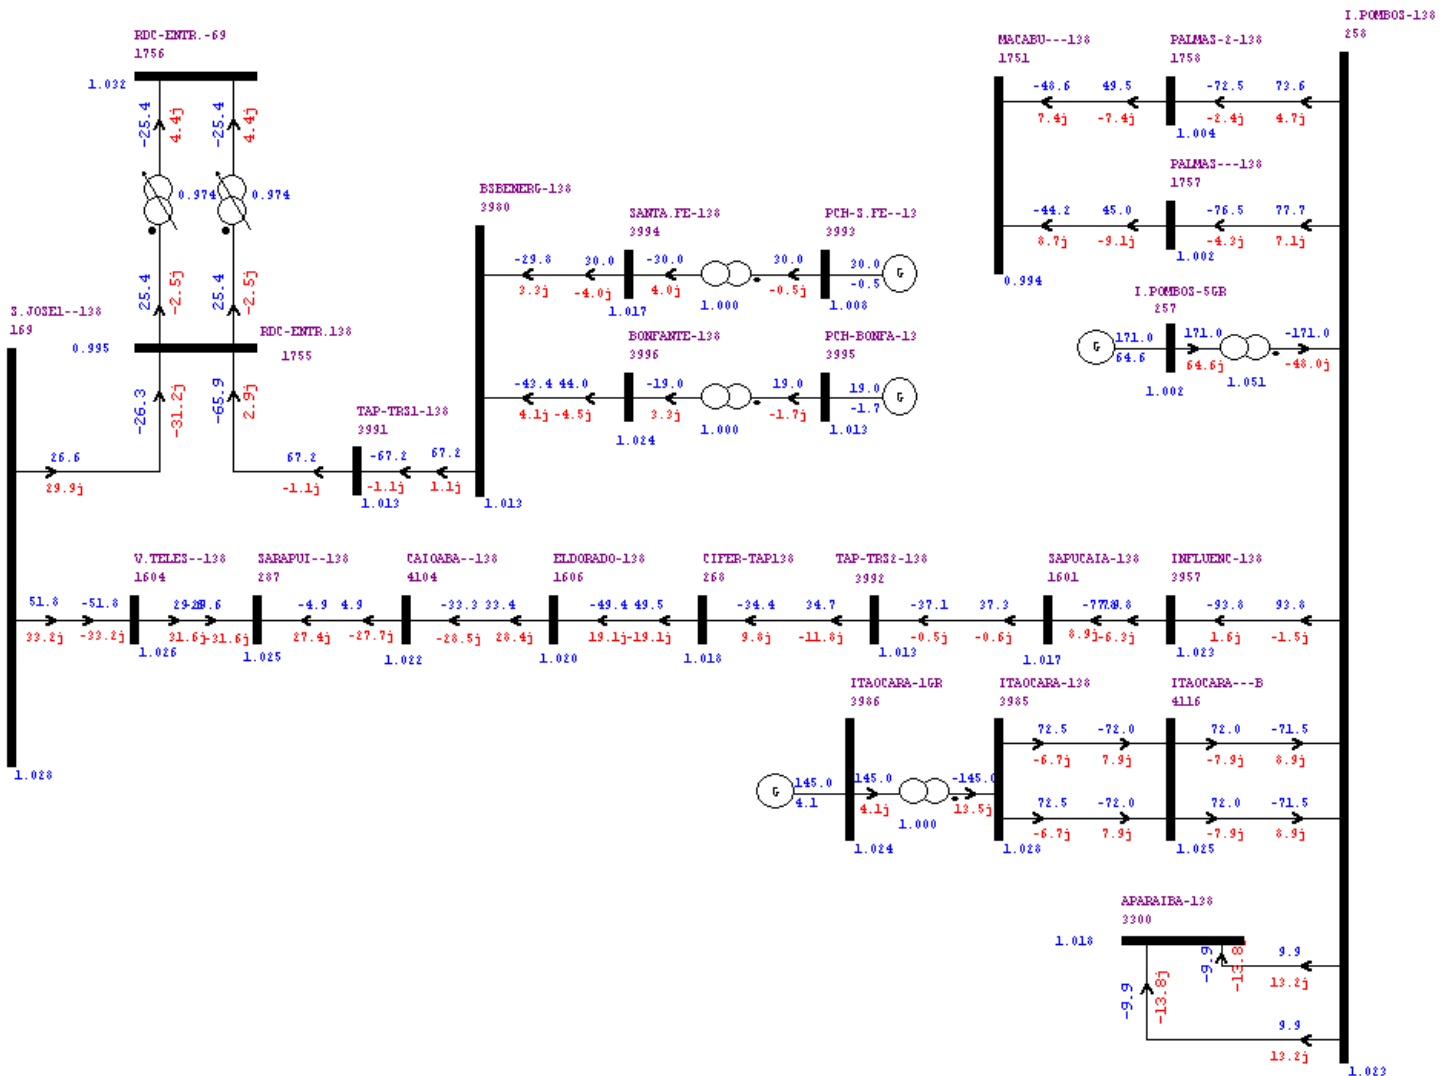 I.POMBOS-138
258
RDC-ENTR.-69
1756
1.032
-25.4
4.4j
-25.4
4.4j
0.974
0.974
25.4
-2.5j
25.4
-2.5j
MACABU---138
1751
PALMAS-2-138
1758
-48.6 49.5
7.4j -7.4j
-72.5 73.6
-2.4j 4.7j
1.004
PALMAS---138
1757
-44.2 45.0
8.7j -9.1j
-76.5 77.7
-4.3j 7.1j
1.002
0.994
BSBENERG-138
3980
SANTA.FE-138
3994
PCH-S.FE--13
3993
-29.8 30.0
3.3j -4.0j
-30.0
4.0j
30.0
-0.5j
30.0
-0.5
G
1.017
1.000
1.008
BONFANTE-138
3996
PCH-BONFA-13
3995
-43.4 44.0
4.1j -4.5j
-19.0
3.3j
19.0
-1.7j
19.0
-1.7
G
1.024
1.000
1.013
I.POMBOS-5GR
257
G
171.0
64.6
171.0
64.6j
-171.0
-48.0j
1.002
1.051
S.JOSE1--138
169
0.995
RDC-ENTR.138
1755
-26.3
-31.2j
-65.9
2.9j
26.6
29.9j
TAP-TRS1-138
3991
67.2
-1.1j
-67.2
-1.1j
67.2
1.1j
1.013
1.013
V.TELES--138
1604
SARAPUI--138
287
CAIOABA--138
4104
ELDORADO-138
1606
CIFER-TAP138
268
TAP-TRS2-138
3992
SAPUCAIA-138
1601
INFLUENC-138
3957
51.8 -51.8
33.2j -33.2j
31.6j -31.6j
-4.9 4.9
27.4j -27.7j
-33.3 33.4
-28.5j 28.4j
-49.4 49.5
19.1j -19.1j
-34.4 34.7
9.8j -11.8j
-37.1 37.3
-0.5j -0.6j
8.9j -6.3j
-93.8 93.8
1.6j -1.5j
1.026
1.025
1.022
1.020
1.018
1.013
1.017
1.023
1.028
ITAOCARA-1GR
3986
ITAOCARA-138
3985
ITAOCARA---B
4116
72.5 -72.0
-6.7j 7.9j
72.0 -71.5
-7.9j 8.9j
G
145.0
4.1
145.0
4.1j
-145.0
13.5j
1.000
72.5 -72.0
-6.7j 7.9j
72.0 -71.5
-7.9j 8.9j
1.024
1.028
1.025
APARAIBA-138
3300
1.018
-9.9
-13.8j
-9.9
-13.8
9.9
13.2j
9.9
13.2j
1.023